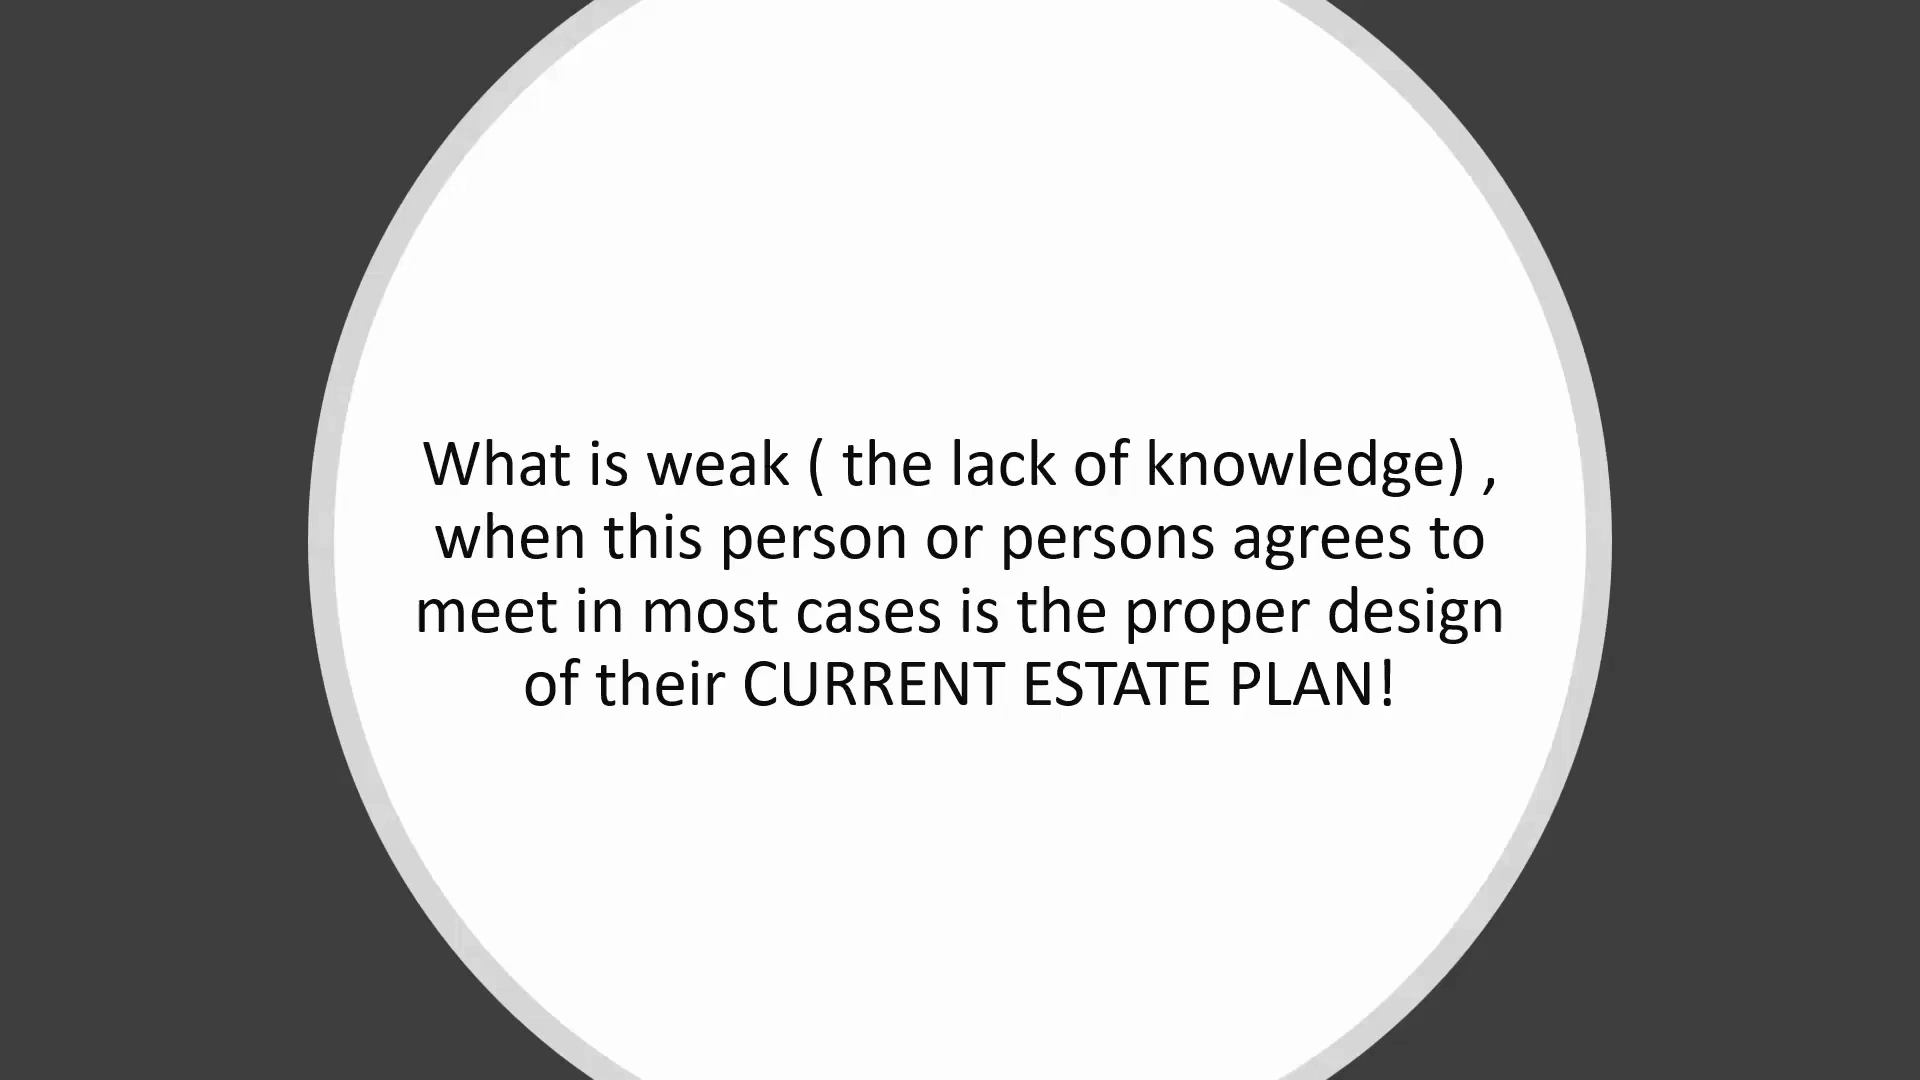 What is weak ( the lack of knowledge) ,
when this person or persons agrees to
meet in most cases is the proper design
of their CURRENT ESTATE PLAN!